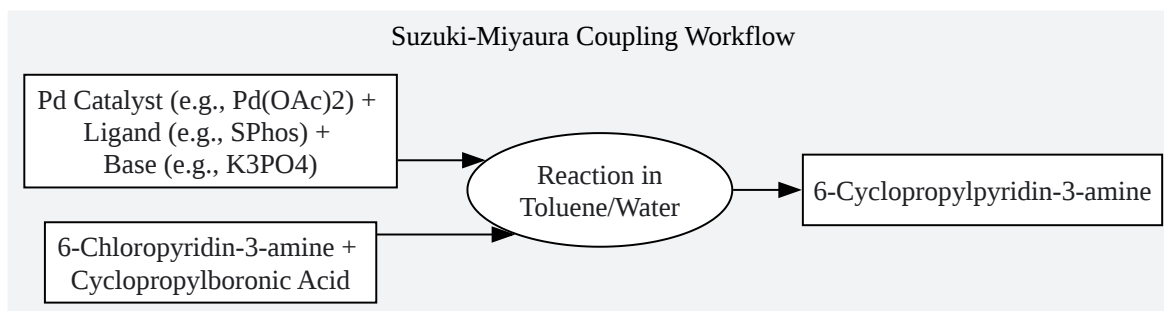 Suzuki-Miyaura Coupling Workflow
Pd Catalyst (e.g., Pd(OAc)2) +
Ligand (e.g., SPhos) +
Base (e.g., K3PO4)
6-Chloropyridin-3-amine +
Cyclopropylboronic Acid
Reaction in
Toluene/Water
6-Cyclopropylpyridin-3-amine